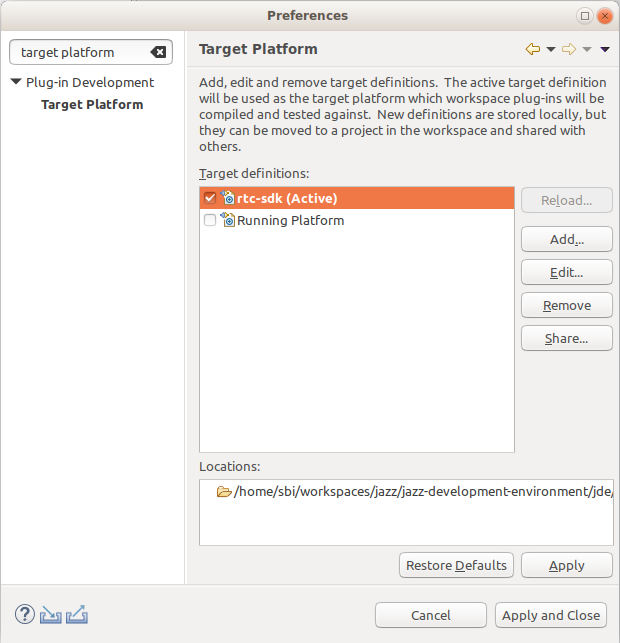 Preferences
target platform
Plug-in Development
Target Platform
Target Platform
Add, edit and remove target definitions.  The active target definition
will be used as the target platform which workspace plug-ins will be
compiled and tested against.  New definitions are stored locally, but
they can be moved to a project in the workspace and shared with
others.
Target definitions:
rtc-sdk (Active)
Running Platform
Reload...
Add...
Edit...
Remove
Share...
Locations:
/home/sbi/workspaces/jazz/jazz-development-environment/jde/
Restore Defaults
Apply
?
Cancel
Apply and Close